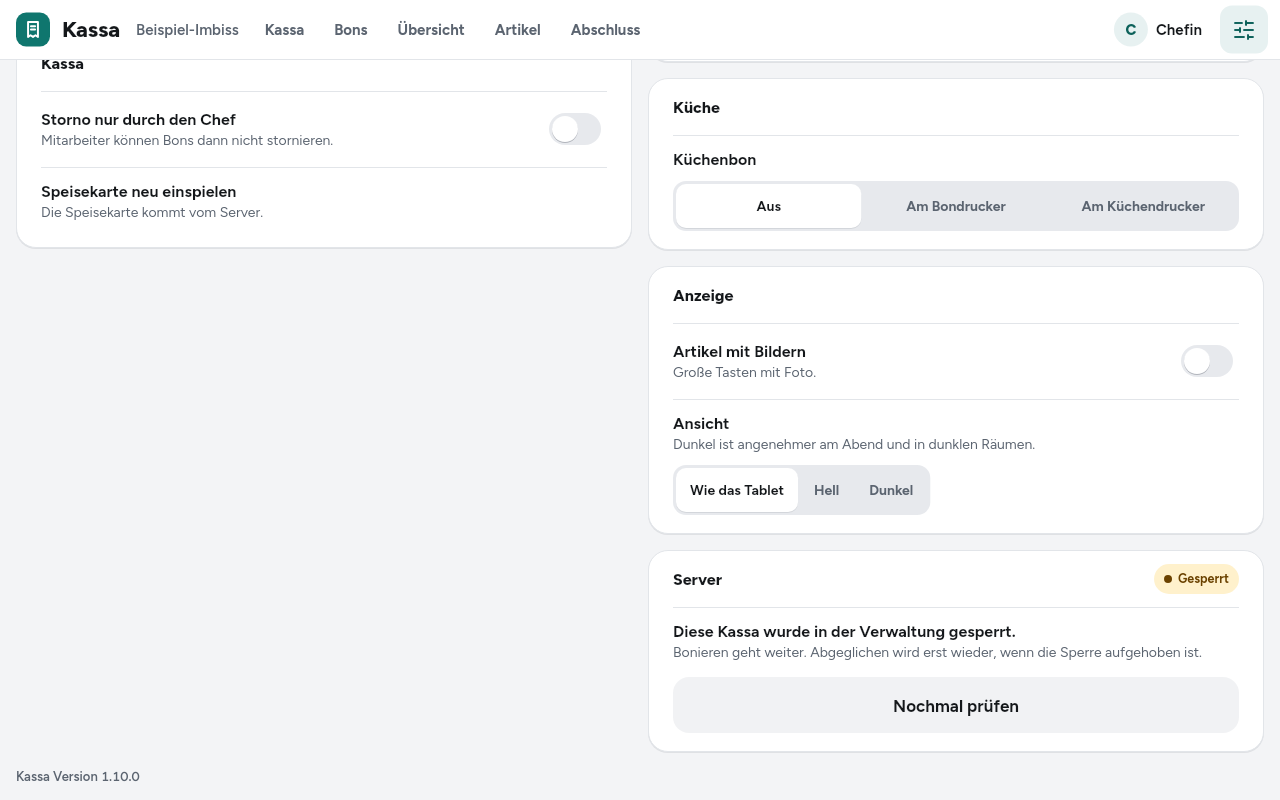 Kassa Beispiel-Imbiss Kassa Bons Übersicht Artikel Abschluss C Chefin
Kassa
Storno nur durch den Chef
Mitarbeiter können Bons dann nicht stornieren.
Speisekarte neu einspielen
Die Speisekarte kommt vom Server.
Küche
Küchenbon
Aus Am Bondrucker Am Küchendrucker
Anzeige
Artikel mit Bildern
Große Tasten mit Foto.
Ansicht
Dunkel ist angenehmer am Abend und in dunklen Räumen.
Wie das Tablet Hell Dunkel
Server Gesperrt
Diese Kassa wurde in der Verwaltung gesperrt.
Bonieren geht weiter. Abgeglichen wird erst wieder, wenn die Sperre aufgehoben ist.
Nochmal prüfen
Kassa Version 1.10.0